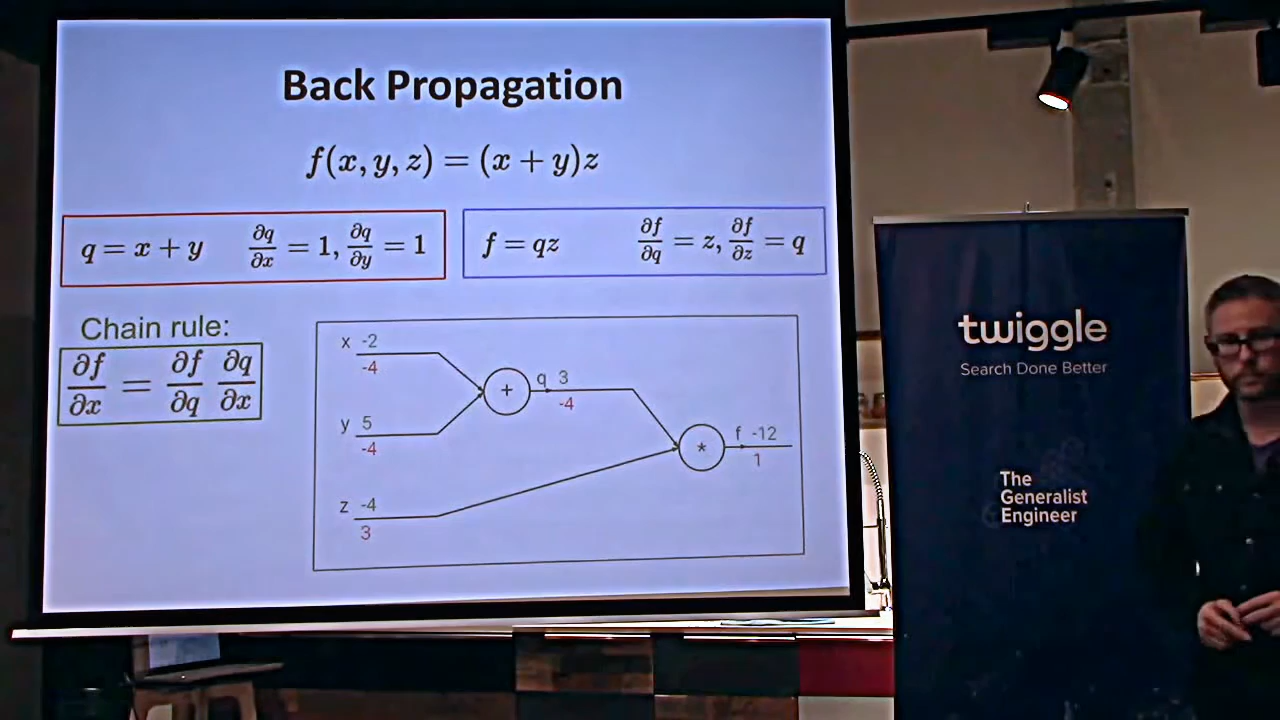 Back Propagation
f(x, y, z) = (x + y)z
q = x + y ∂q/∂x = 1, ∂q/∂y = 1
f = qz ∂f/∂q = z, ∂f/∂z = q
Chain rule:
∂f/∂x = ∂f/∂q ∂q/∂x
x -2
-4
y 5
-4
z -4
3
+
q 3
-4
*
f -12
1
twiggle
Search Done Better
The
Generalist
Engineer